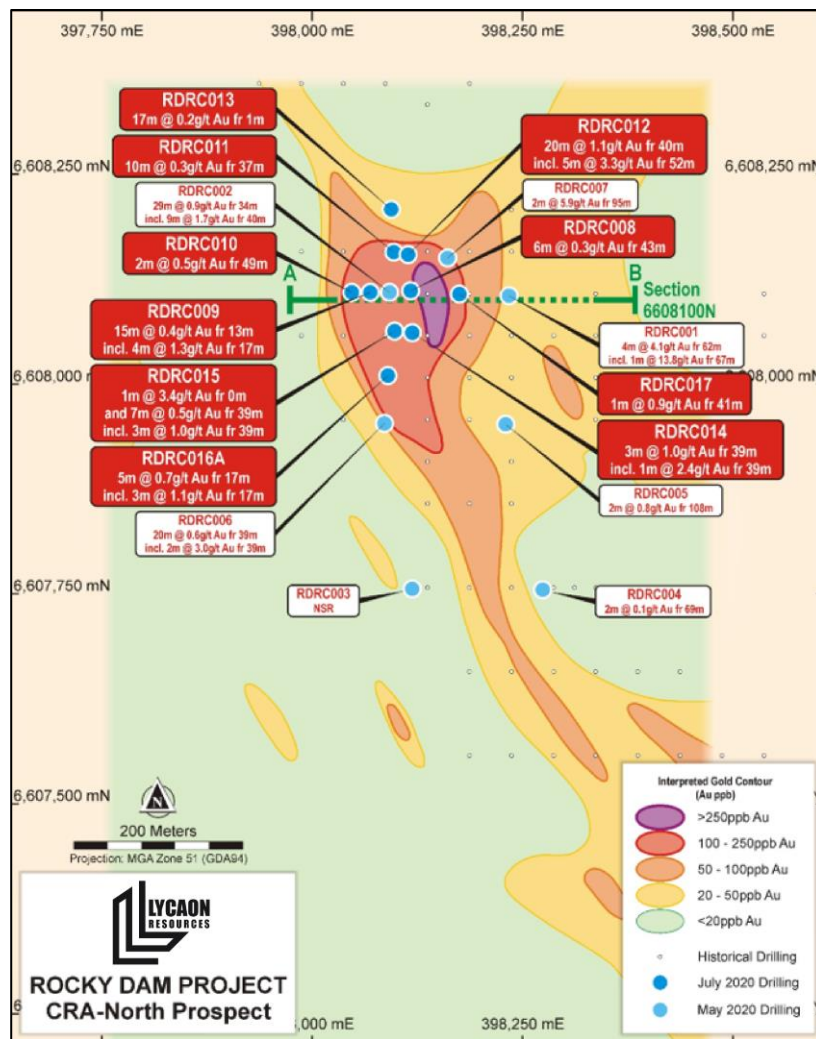 397,750 mE
398,000 mE
398,250 mE
398,500 mE
RDRC013
17m @ 0.2g/t Au fr 1m
RDRC011
10m @ 0.3g/t Au fr 37m
RDRC012
20m @ 1.1g/t Au fr 40m
incl. 5m @ 3.3g/t Au fr 52m
6,608,250 mN
6,608,250 mN
RDRC002
29m @ 0.9g/t Au fr 34m
incl. 9m @ 1.7g/t Au fr 40m
RDRC007
2m @ 5.9g/t Au fr 95m
RDRC010
2m @ 0.5g/t Au fr 49m
RDRC008
6m @ 0.3g/t Au fr 43m
A
B
Section
6608100N
RDRC009
15m @ 0.4g/t Au fr 13m
incl. 4m @ 1.3g/t Au fr 17m
RDRC001
4m @ 4.1g/t Au fr 62m
incl. 1m @ 13.8g/t Au fr 67m
6,608,000 mN
,608,000 mN
RDRC015
1m @ 3.4g/t Au fr 0m
and 7m @ 0.5g/t Au fr 39m
incl. 3m @ 1.0g/t Au fr 39m
RDRC017
1m @ 0.9g/t Au fr 41m
RDRC014
3m @ 1.0g/t Au fr 39m
incl. 1m @ 2.4g/t Au fr 39m
RDRC016A
5m @ 0.7g/t Au fr 17m
incl. 3m @ 1.1g/t Au fr 17m
RDRC005
2m @ 0.8g/t Au fr 108m
RDRC006
20m @ 0.6g/t Au fr 39m
incl. 2m @ 3.0g/t Au fr 39m
6,607,750 mN
RDRC003
NSR
RDRC004
2m @ 0.1g/t Au fr 69m
6,607,500 mN
N
200 Meters
Projection: MGA Zone 51 (GDA94)
LYCAON
RESOURCES
ROCKY DAM PROJECT
CRA-North Prospect
Interpreted Gold Contour
(Au ppb)
>250ppb Au
100 - 250ppb Au
50 - 100ppb Au
20 - 50ppb Au
<20ppb Au
Historical Drilling
July 2020 Drilling
May 2020 Drilling
,000 mE
398,250 mE